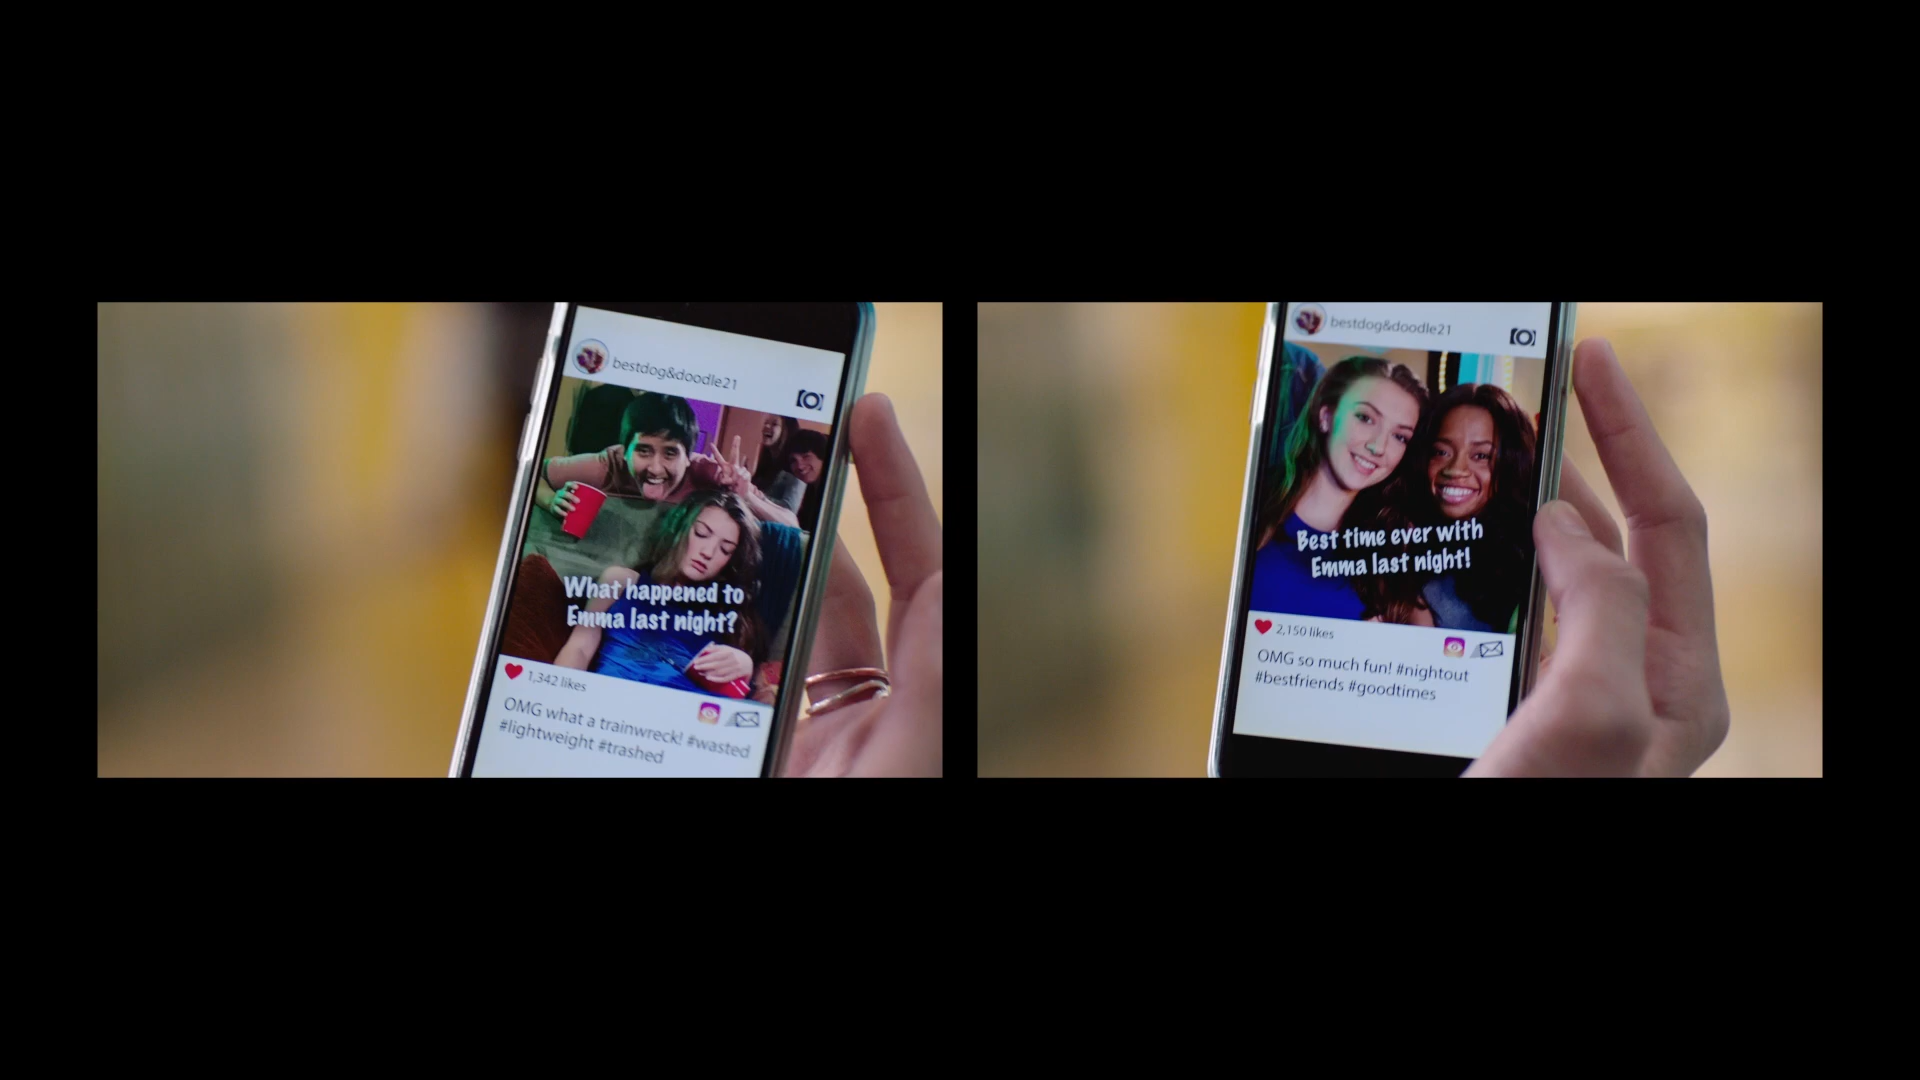 bestdog&doodle21
What happened to
Emma last night?
1,342 likes
OMG what a trainwreck! #wasted
#lightweight #trashed
bestdog&doodle21
Best time ever with
Emma last night!
2,150 likes
OMG so much fun! #nightout
#bestfriends #goodtimes